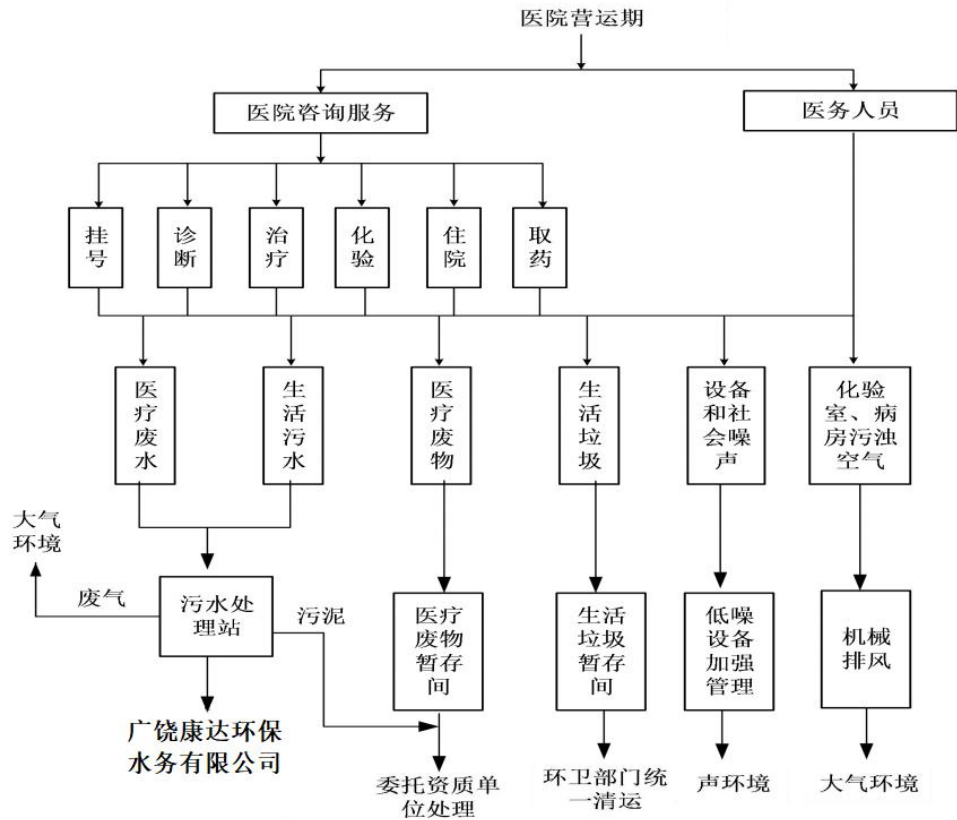 医院营运期
医院咨询服务
医务人员
挂
号
诊
断
治
疗
化
验
住
院
取
药
医
疗
废
水
生
活
污
水
医
疗
废
物
生
活
垃
圾
设备
和社
会噪
声
化验
室、病
房污浊
空气
大气
环境
废气
污水处
理站
污泥
医疗
废物
暂存
间
生活
垃圾
暂存
间
低噪
设备
加强
管理
机械
排风
广饶康达环保
水务有限公司
委托资质单
位处理
环卫部门统
一清运
声环境
大气环境